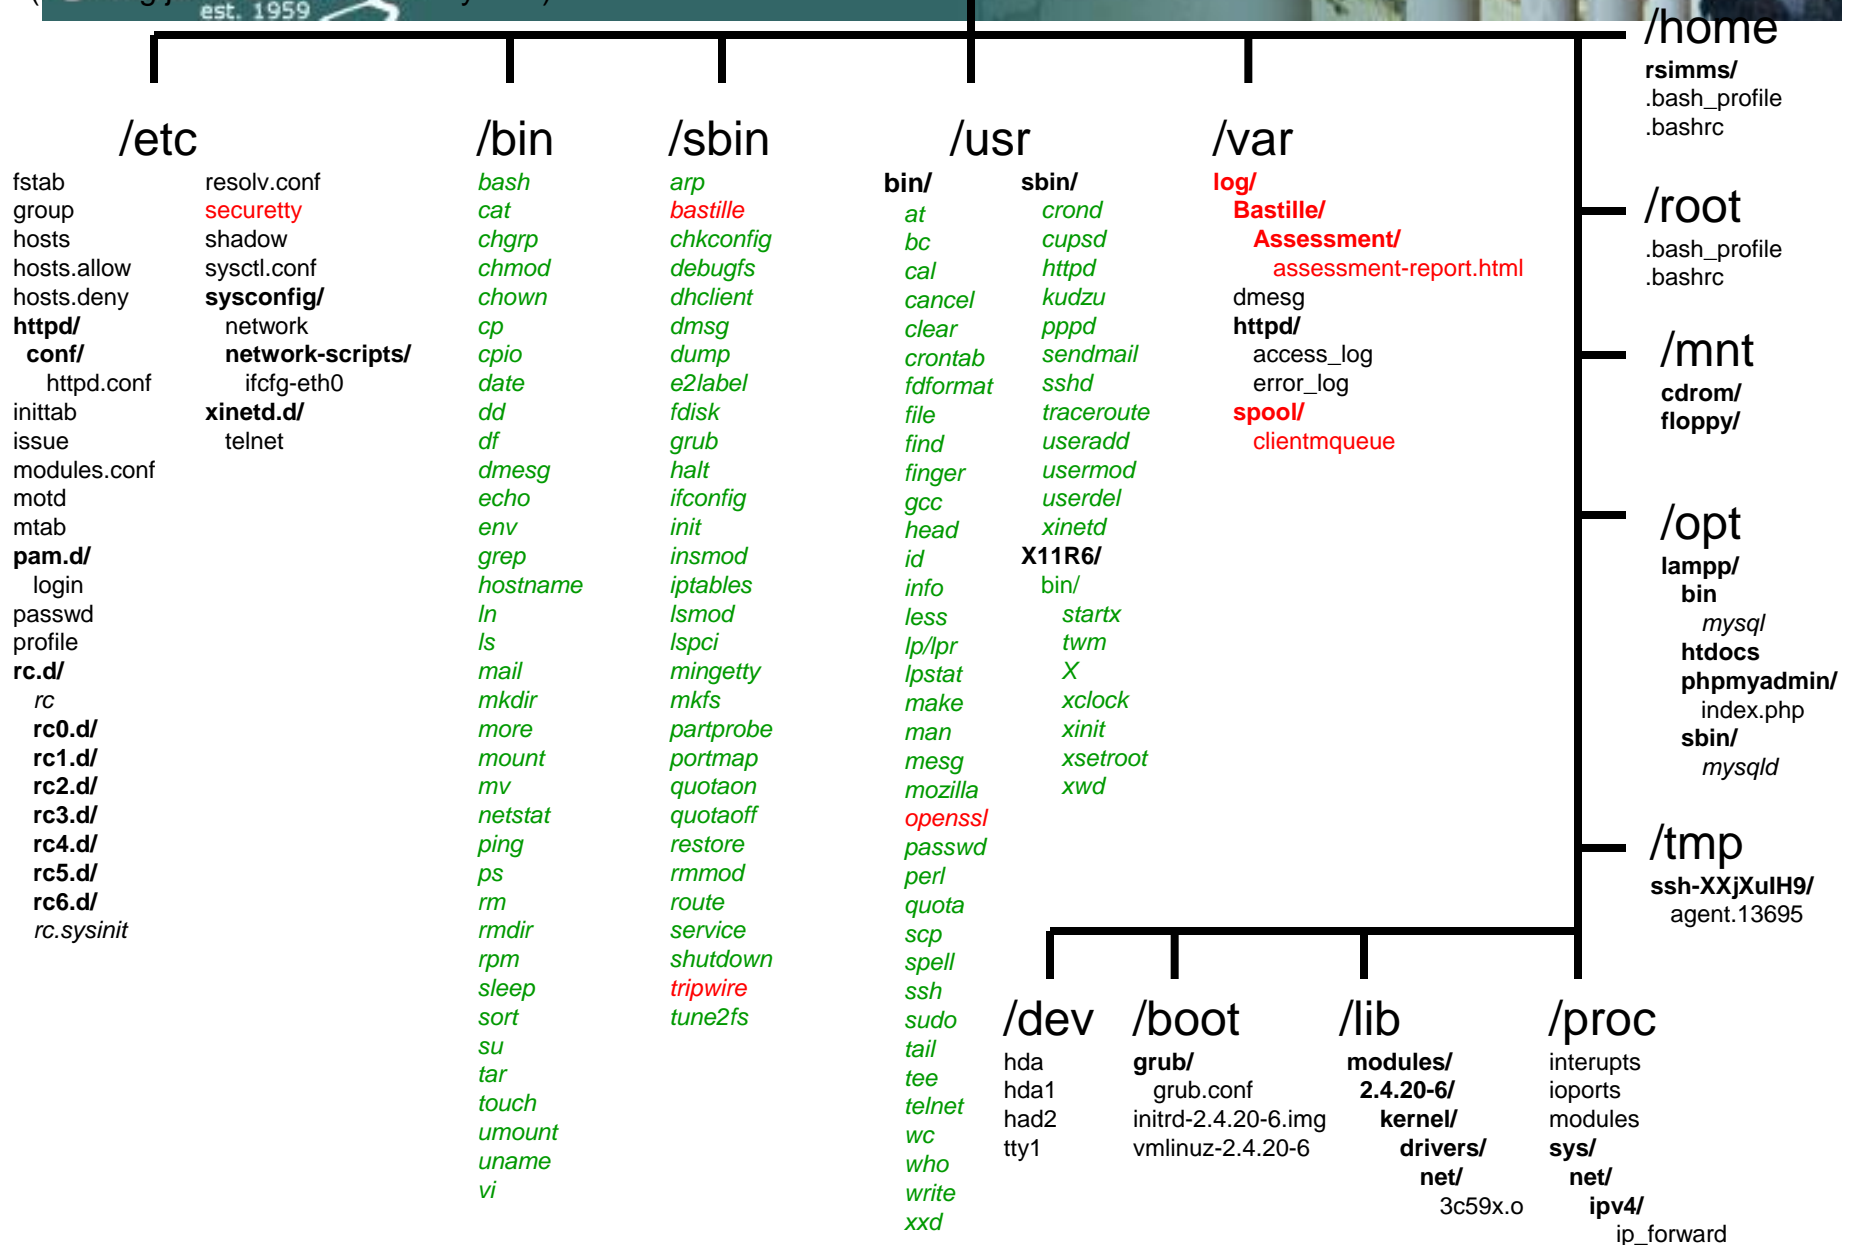 est. 1959
/home
rsimms/
.bash_profile
.bashrc
/etc
fstab
group
hosts
hosts.allow
hosts.deny
httpd/
conf/
httpd.conf
inittab
issue
modules.conf
motd
mtab
pam.d/
login
passwd
profile
rc.d/
rc
rc0.d/
rc1.d/
rc2.d/
rc3.d/
rc4.d/
rc5.d/
rc6.d/
rc.sysinit
resolv.conf
securetty
shadow
sysctl.conf
sysconfig/
network
network-scripts/
ifcfg-eth0
xinetd.d/
telnet
/bin
bash
cat
chgrp
chmod
chown
cp
cpio
date
dd
df
dmesg
echo
env
grep
hostname
ln
ls
mail
mkdir
more
mount
mv
netstat
ping
ps
rm
rmdir
rpm
sleep
sort
su
tar
touch
umount
uname
vi
/sbin
arp
bastille
chkconfig
debugfs
dhclient
dmsg
dump
e2label
fdisk
grub
halt
ifconfig
init
insmod
iptables
lsmod
lspci
mingetty
mkfs
partprobe
portmap
quotaon
quotaoff
restore
rmmod
route
service
shutdown
tripwire
tune2fs
/usr
bin/
at
bc
cal
cancel
clear
crontab
fdformat
file
find
finger
gcc
head
id
info
less
lp/lpr
lpstat
make
man
mesg
mozilla
openssl
passwd
perl
quota
scp
spell
ssh
sudo
tail
tee
telnet
wc
who
write
xxd
sbin/
crond
cupsd
httpd
kudzu
pppd
sendmail
sshd
traceroute
useradd
usermod
userdel
xinetd
X11R6/
bin/
startx
twm
X
xclock
xinit
xsetroot
xwd
/var
log/
Bastille/
Assessment/
assessment-report.html
dmesg
httpd/
access_log
error_log
spool/
clientmqueue
/root
.bash_profile
.bashrc
/mnt
cdrom/
floppy/
/opt
lampp/
bin
mysql
htdocs
phpmyadmin/
index.php
sbin/
mysqld
/tmp
ssh-XXjXuIH9/
agent.13695
/dev
hda
hda1
had2
tty1
/boot
grub/
grub.conf
initrd-2.4.20-6.img
vmlinuz-2.4.20-6
/lib
modules/
2.4.20-6/
kernel/
drivers/
net/
3c59x.o
/proc
interupts
ioports
modules
sys/
net/
ipv4/
ip_forward